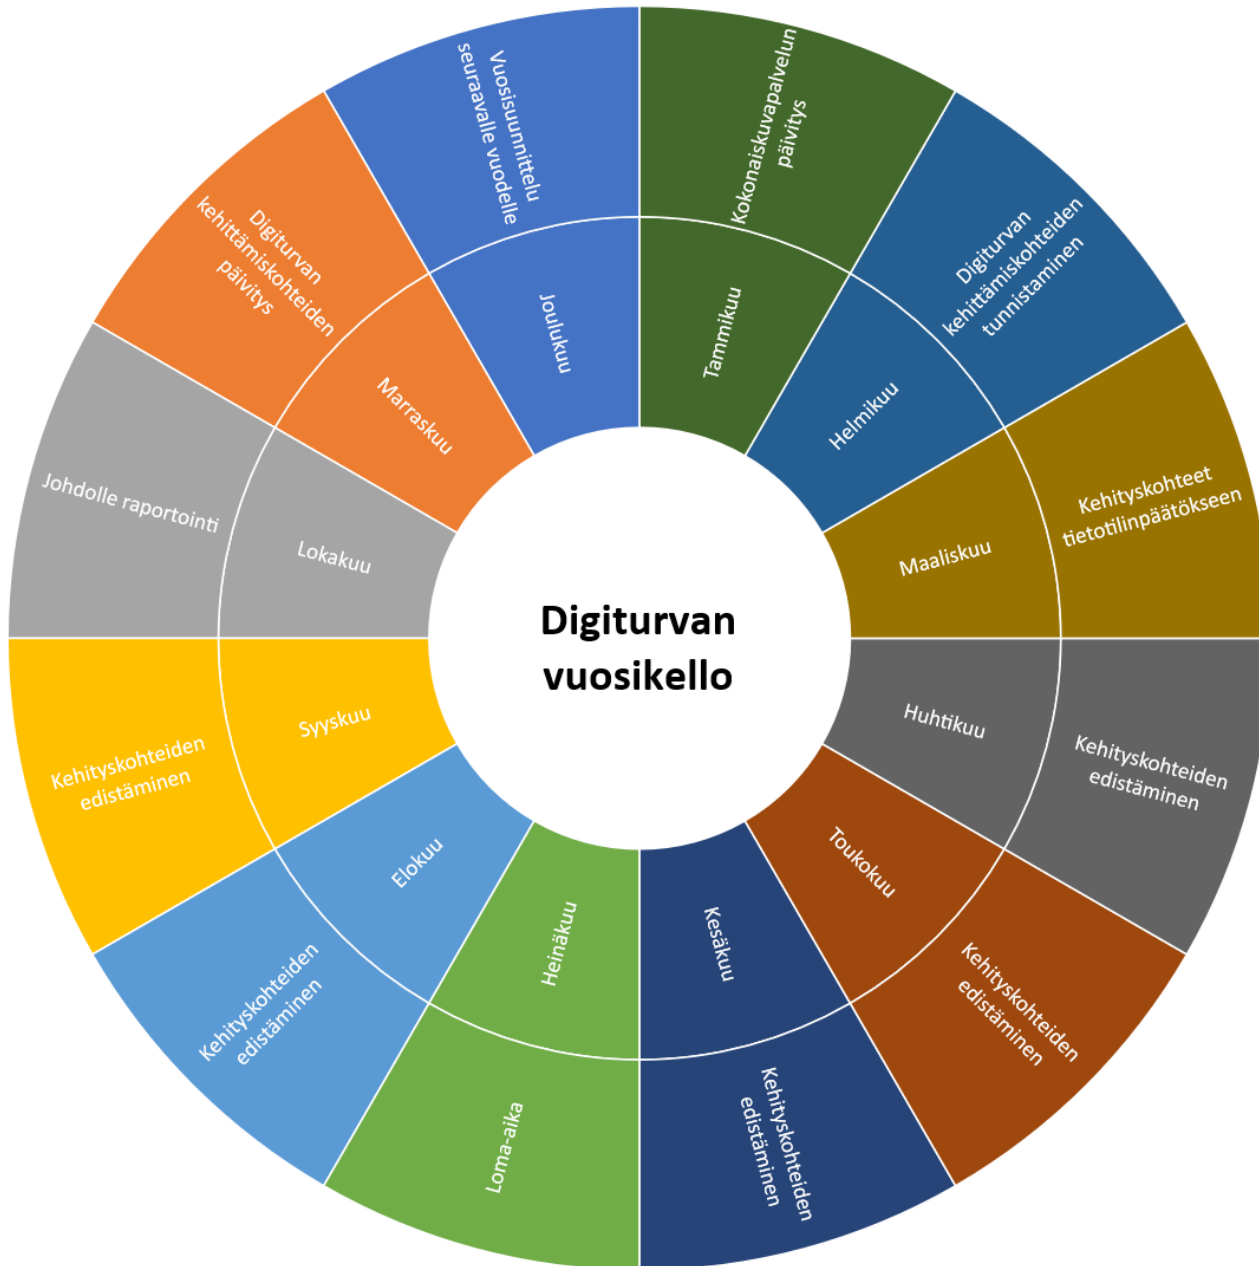 Digiturvan
vuosikello
Tammikuu
Kokonaiskuvapalvelun
päivitys
Helmikuu
Digiturvan
kehittämiskohteiden
tunnistaminen
Maaliskuu
Kehityskohteet
tietotilinpäätökseen
Huhtikuu
Kehityskohteiden
edistäminen
Toukokuu
Kehityskohteiden
edistäminen
Kesäkuu
Kehityskohteiden
edistäminen
Heinäkuu
Loma-aika
Elokuu
Kehityskohteiden
edistäminen
Syyskuu
Kehityskohteiden
edistäminen
Lokakuu
Johdolle raportointi
Marraskuu
Digiturvan
kehittämiskohteiden
päivitys
Joulukuu
Vuosisuunnittelu
seuraavalle vuodelle